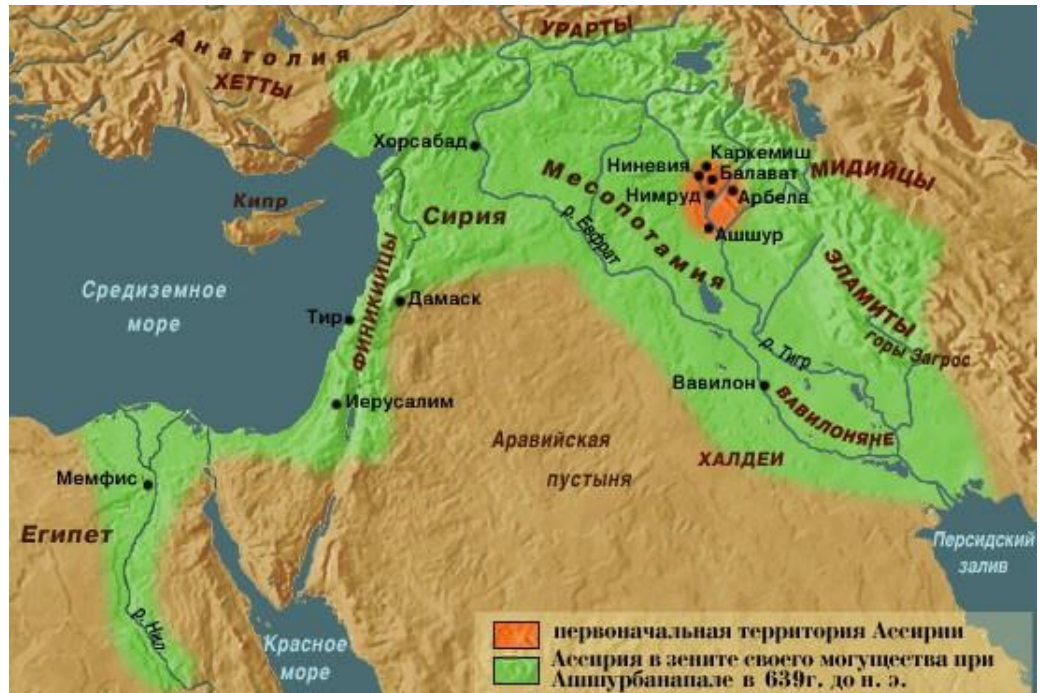 Анатолия
УРАРТЫ
ХЕТТЫ
Хорсабад
Каркемиш
Ниневия
Балават
МИДИЙЦЫ
Нимруд
Арбела
Месопотамия
Кипр
Сирия
р. Евфрат
Ашшур
ЭЛАМИТЫ
Средиземное
море
ФИНИКИЙЦЫ
Дамаск
Тир
горы Загрос
р. Тигр
Вавилон
Иерусалим
ВАВИЛОНЯНЕ
Аравийская
пустыня
ХАЛДЕИ
Мемфис
Египет
Персидский
залив
р. Нил
Красное
море
первоначальная территория Ассирии
Ассирия в зените своего могущества при
Ашшурбанапале в 639г. до н. э.